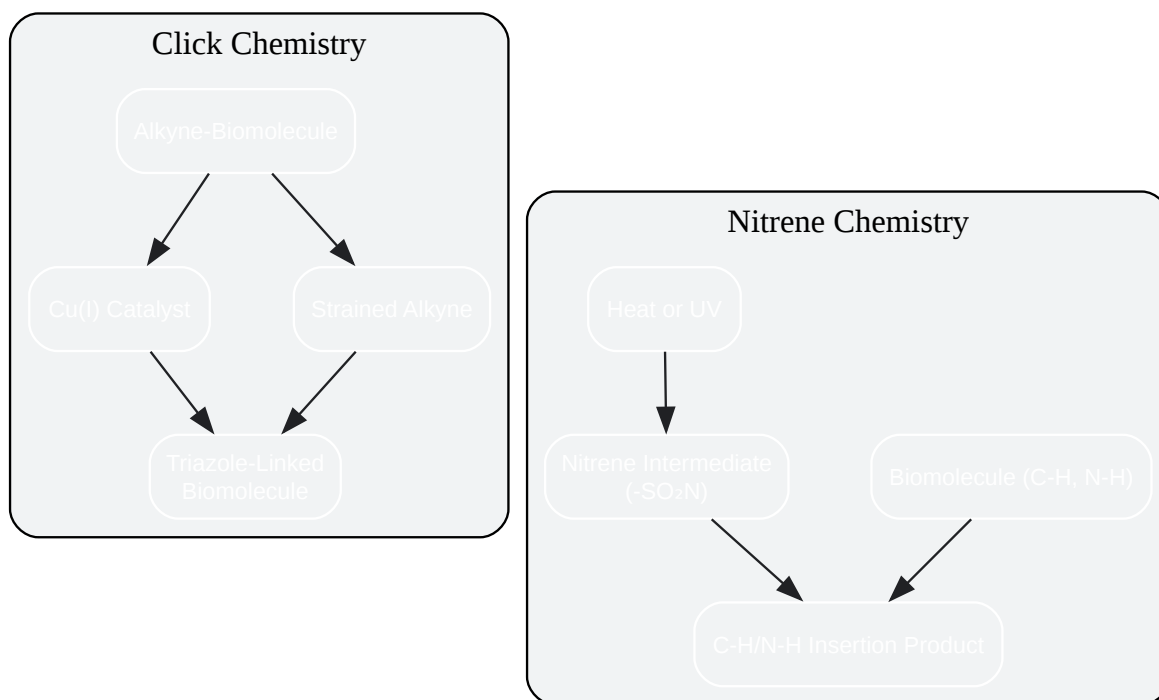 Click Chemistry
Alkyne-Biomolecule
Cu(I) Catalyst
Strained Alkyne
Triazole-Linked
Biomolecule
Nitrene Chemistry
Heat or UV
Nitrene Intermediate
(-SO₂N)
Biomolecule (C-H, N-H)
C-H/N-H Insertion Product